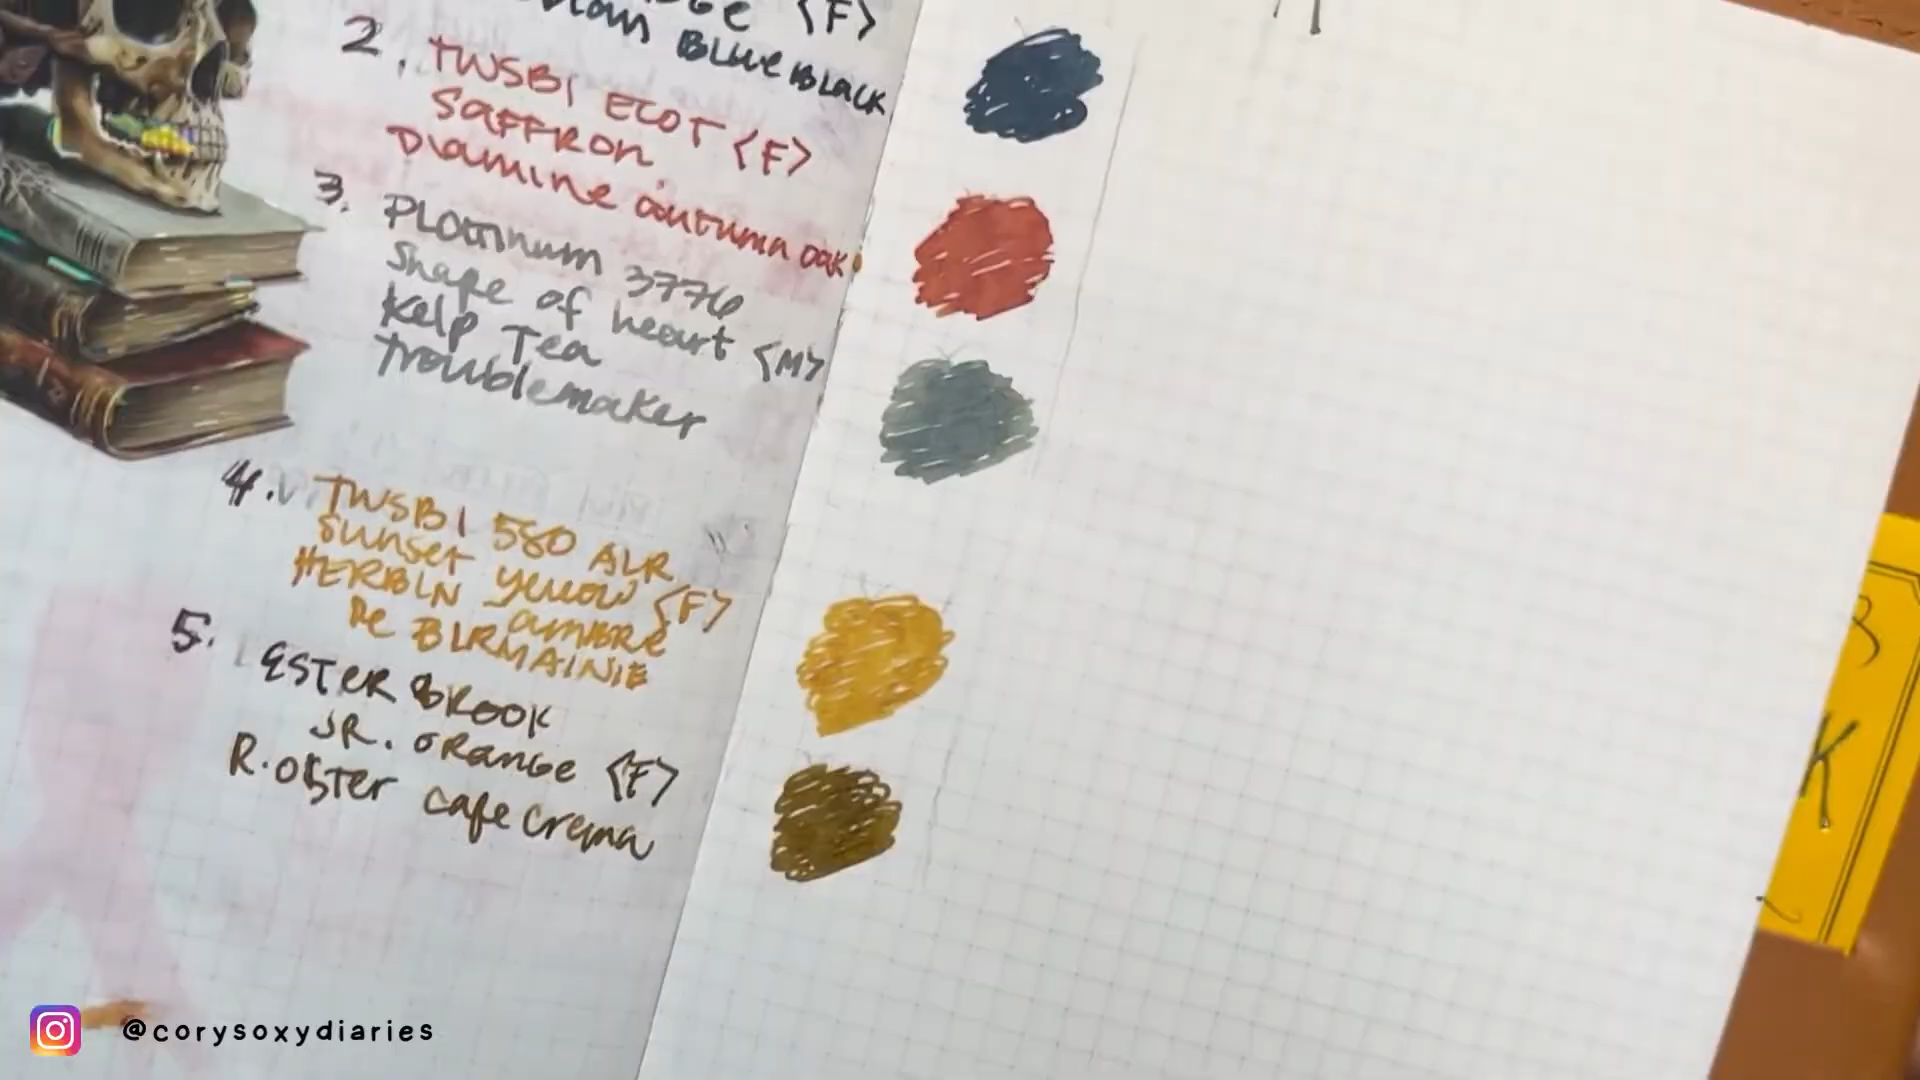 <F>
Blue Black
2. TWSBI ECO T <F>
Saffron
Diamine autumn oak
3. Platinum 3776
Shape of heart <M>
Kelp Tea
Troublemaker
4. TWSBI 580 ALR
Sunset yellow <F>
HERBIN ambre
De BIRMAINIE
5. ESTERBROOK
JR. ORANGE <F>
R.OSTER cafe crema
K
@corysoxydiaries